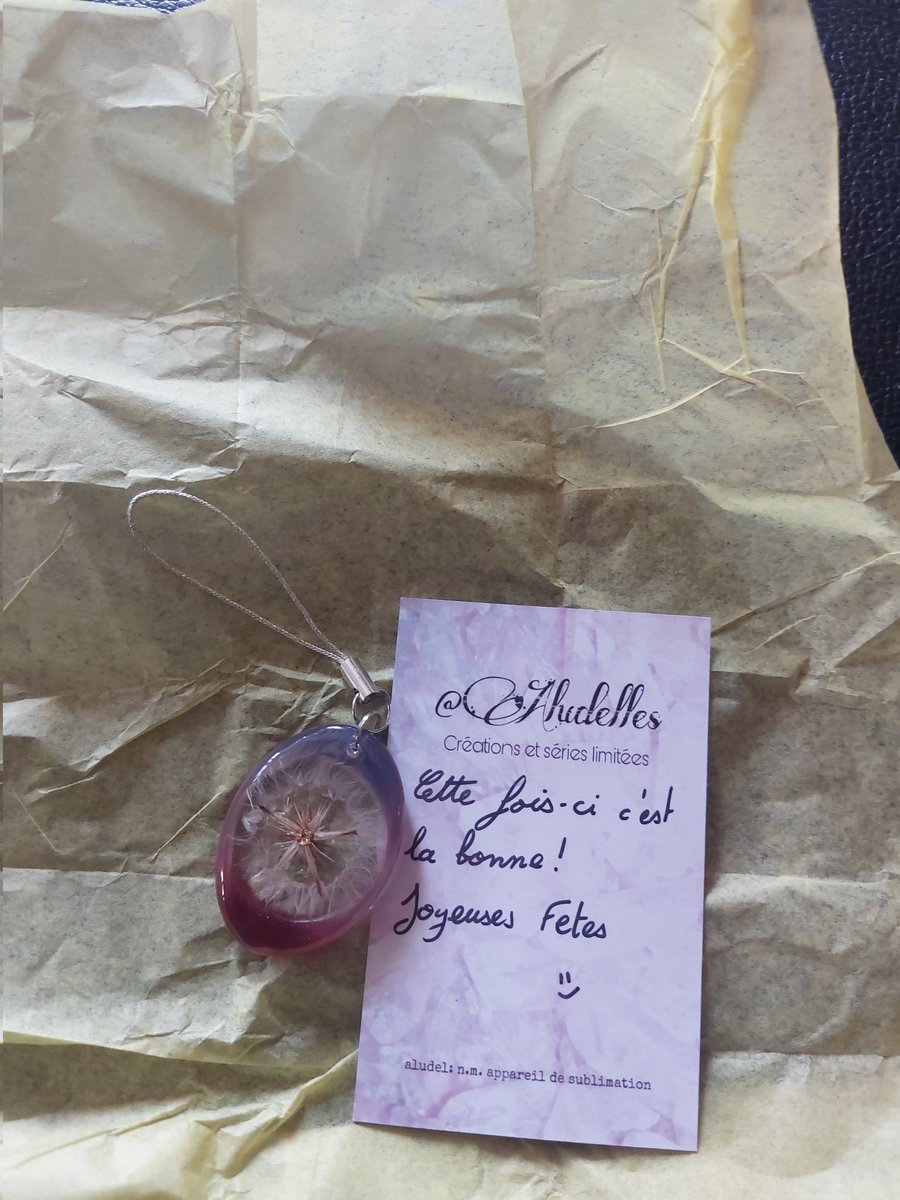 @Aludelles
Créations et séries limitées
Cette fois-ci c'est
la bonne !
Joyeuses Fetes
aludel: n.m. appareil de sublimation